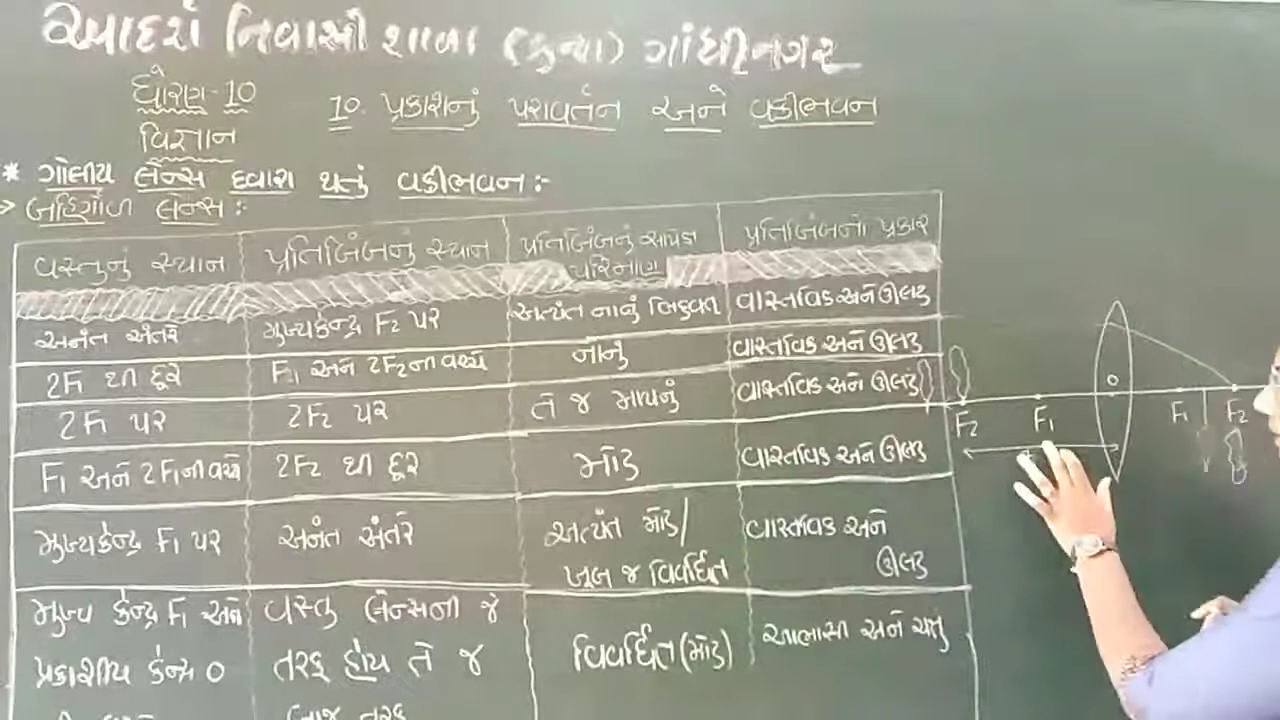 આદર્શ નિવાસી શાળા (કન્યા) ગાંધીનગર
ધોરણ-10
10. પ્રકાશનું પરાવર્તન અને વક્રીભવન
વિજ્ઞાન
* ગોલીય લેન્સ દ્વારા થતું વક્રીભવન :-
> બહિર્ગોળ લેન્સ :
વસ્તુનું સ્થાન પ્રતિબિંબનું સ્થાન પ્રતિબિંબનું સાપેક્ષ પરિમાણ પ્રતિબિંબનો પ્રકાર
અનંત અંતરે મુખ્યકેન્દ્ર F2 પર અત્યંત નાનું બિંદુવત વાસ્તવિક અને ઊલટું
2F1 થી દૂર F1 અને 2F2ની વચ્ચે નાનું વાસ્તવિક અને ઊલટું
2F1 પર 2F2 પર તે જ માપનું વાસ્તવિક અને ઊલટું
F1 અને 2F1ની વચ્ચે 2F2 થી દૂર મોટું વાસ્તવિક અને ઊલટું
મુખ્યકેન્દ્ર F1 પર અનંત અંતરે અત્યંત મોટું/ વાસ્તવિક અને
ખૂબ જ વિવર્ધિત ઊલટું
મુખ્ય કેન્દ્ર F1 અને વસ્તુ લેન્સની જે
પ્રકાશીય કેન્દ્ર O તરફ હોય તે જ વિવર્ધિત (મોટું) આભાસી અને ચત્તું
બાજુ તરફ
O
F2 F1 F1 F2